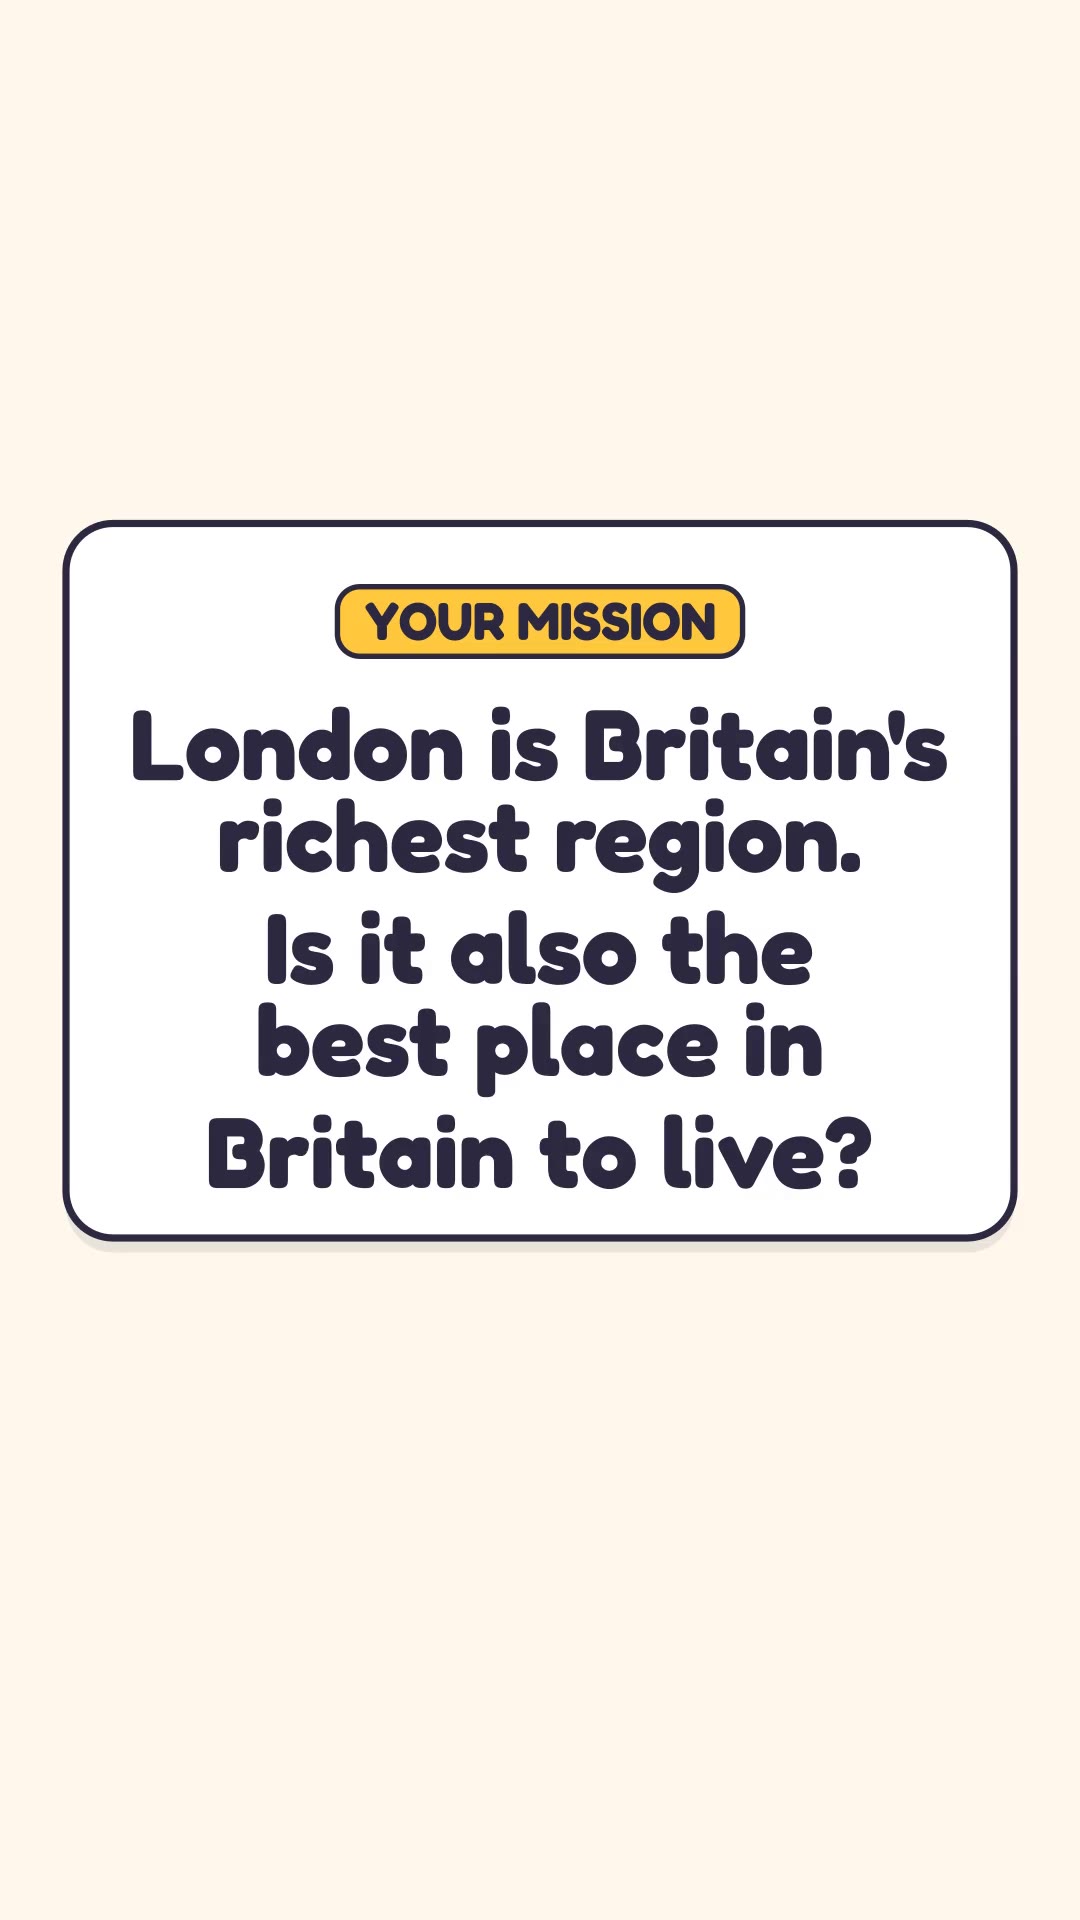 YOUR MISSION
London is Britain's
richest region.
Is it also the
best place in
Britain to live?